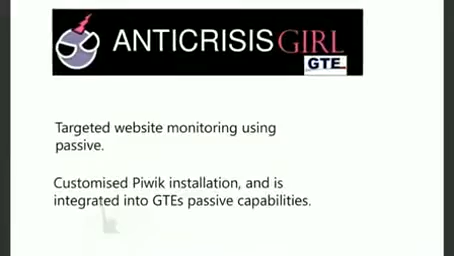 ANTICRISIS GIRL
GTE
Targeted website monitoring using
passive.
Customised Piwik installation, and is
integrated into GTEs passive capabilities.